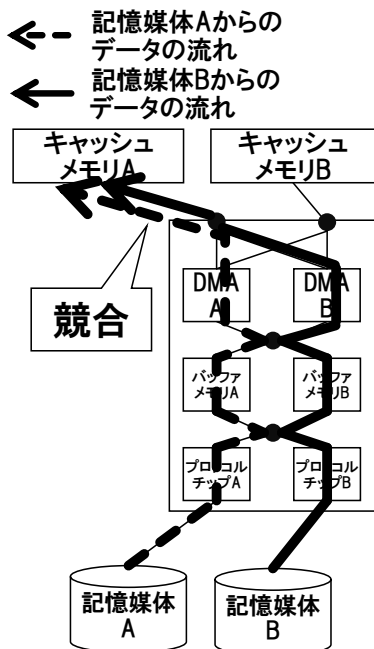 記憶媒体Aからの
データの流れ
記憶媒体Bからの
データの流れ
キャッシュ
メモリA
キャッシュ
メモリB
DMA
A
DMA
B
競合
バッファ
メモリA
バッファ
メモリB
プロトコル
チップA
プロトコル
チップB
記憶媒体
A
記憶媒体
B